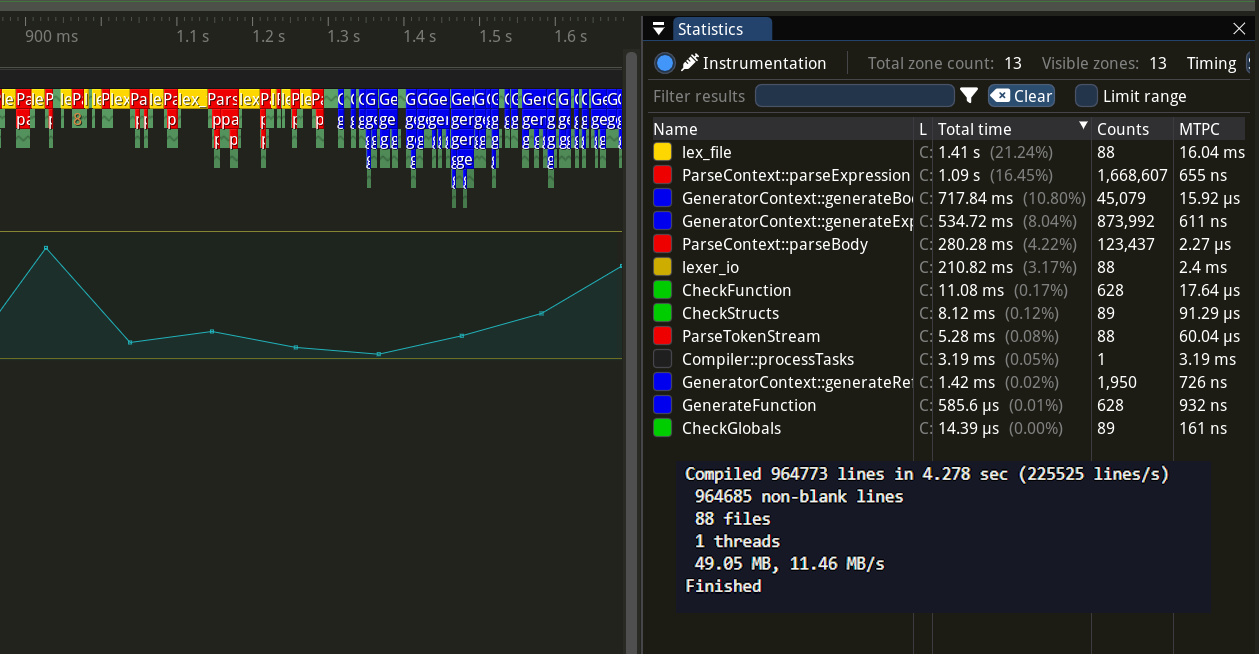 Statistics
900 ms 1.1 s 1.2 s 1.3 s 1.4 s 1.5 s 1.6 s
Instrumentation Total zone count: 13 Visible zones: 13 Timing
Filter results Clear Limit range
Name L Total time Counts MTPC
lex_file C: 1.41 s (21.24%) 88 16.04 ms
ParseContext::parseExpression C: 1.09 s (16.45%) 1,668,607 655 ns
GeneratorContext::generateBo C: 717.84 ms (10.80%) 45,079 15.92 µs
GeneratorContext::generateExp C: 534.72 ms (8.04%) 873,992 611 ns
ParseContext::parseBody C: 280.28 ms (4.22%) 123,437 2.27 µs
lexer_io C: 210.82 ms (3.17%) 88 2.4 ms
CheckFunction C: 11.08 ms (0.17%) 628 17.64 µs
CheckStructs C: 8.12 ms (0.12%) 89 91.29 µs
ParseTokenStream C: 5.28 ms (0.08%) 88 60.04 µs
Compiler::processTasks C: 3.19 ms (0.05%) 1 3.19 ms
GeneratorContext::generateRe C: 1.42 ms (0.02%) 1,950 726 ns
GenerateFunction C: 585.6 µs (0.01%) 628 932 ns
CheckGlobals C: 14.39 µs (0.00%) 89 161 ns
Compiled 964773 lines in 4.278 sec (225525 lines/s)
964685 non-blank lines
88 files
1 threads
49.05 MB, 11.46 MB/s
Finished